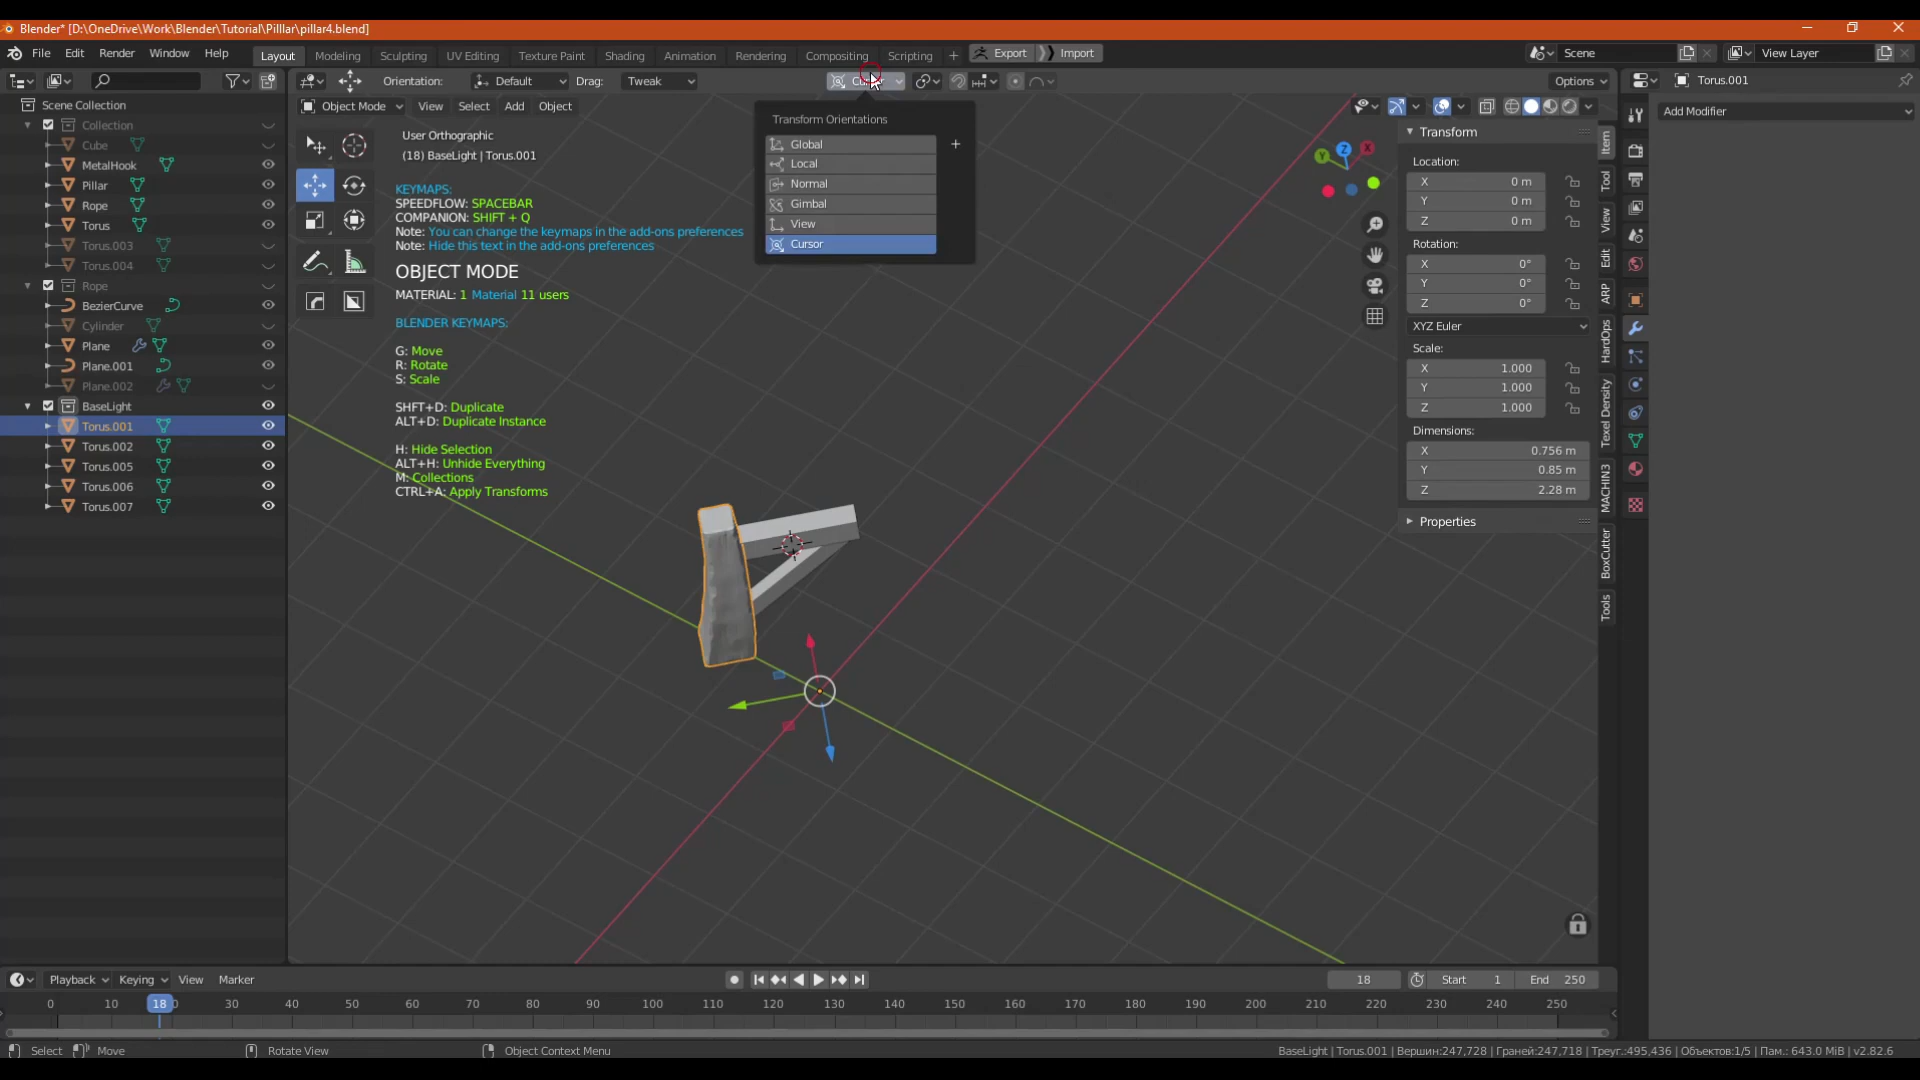 Blender* [D:\OneDrive\Work\Blender\Tutorial\Pilllar\pillar4.blend]
File Edit Render Window Help Layout Modeling Sculpting UV Editing Texture Paint Shading Animation Rendering Compositing Scripting + Export Import Scene View Layer
Orientation: Default Drag: Tweak Options Torus.001
Object Mode View Select Add Object
Scene Collection
Collection
Cube
MetalHook
Pillar
Rope
Torus
Torus.003
Torus.004
Rope
BezierCurve
Cylinder
Plane
Plane.001
Plane.002
BaseLight
Torus.001
Torus.002
Torus.005
Torus.006
Torus.007
User Orthographic
(18) BaseLight | Torus.001
KEYMAPS:
SPEEDFLOW: SPACEBAR
COMPANION: SHIFT + Q
Note: You can change the keymaps in the add-ons preferences
Note: Hide this text in the add-ons preferences
OBJECT MODE
MATERIAL: 1 Material 11 users
BLENDER KEYMAPS:
G: Move
R: Rotate
S: Scale
SHFT+D: Duplicate
ALT+D: Duplicate Instance
H: Hide Selection
ALT+H: Unhide Everything
M: Collections
CTRL+A: Apply Transforms
Transform Orientations
Global +
Local
Normal
Gimbal
View
Cursor
Y Z X
Transform
Location:
X 0 m
Y 0 m
Z 0 m
Rotation:
X 0°
Y 0°
Z 0°
XYZ Euler
Scale:
X 1.000
Y 1.000
Z 1.000
Dimensions:
X 0.756 m
Y 0.85 m
Z 2.28 m
Properties
Item
Tool
View
Edit
ARP
HardOps
Texel Density
MACHIN3
BoxCutter
Tools
Add Modifier
Playback Keying View Marker 18 Start 1 End 250
0 10 18 30 40 50 60 70 80 90 100 110 120 130 140 150 160 170 180 190 200 210 220 230 240 250
Select Move Rotate View Object Context Menu BaseLight | Torus.001 | Вершин:247,728 | Граней:247,718 | Треуг.:495,436 | Объектов:1/5 | Пам.: 643.0 MiB | v2.82.6